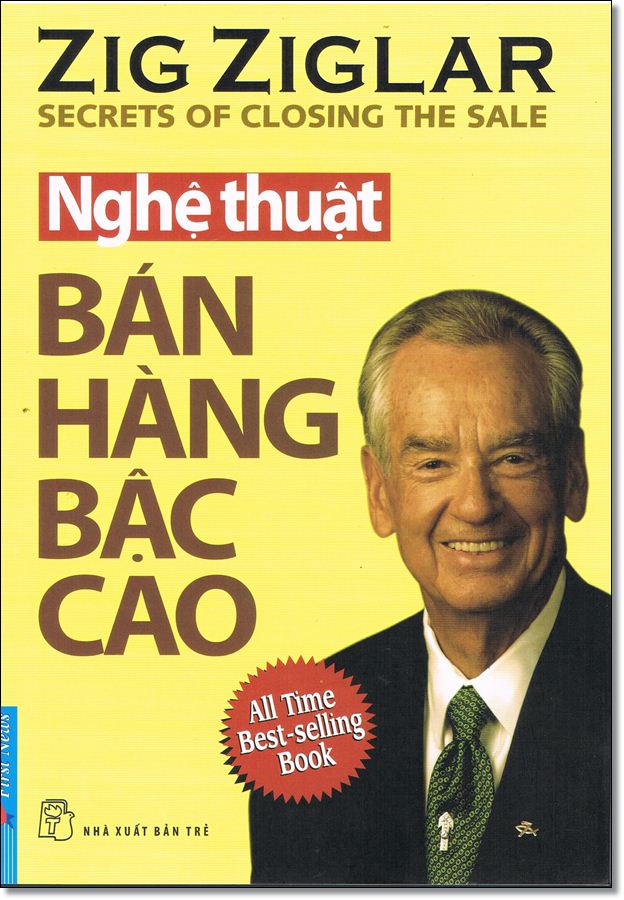 ZIG ZIGLAR
SECRETS OF CLOSING THE SALE
Nghệ thuật
BÁN
HÀNG
BẬC
CAO
All Time
Best-selling
Book
First News
T
NHÀ XUẤT BẢN TRẺ